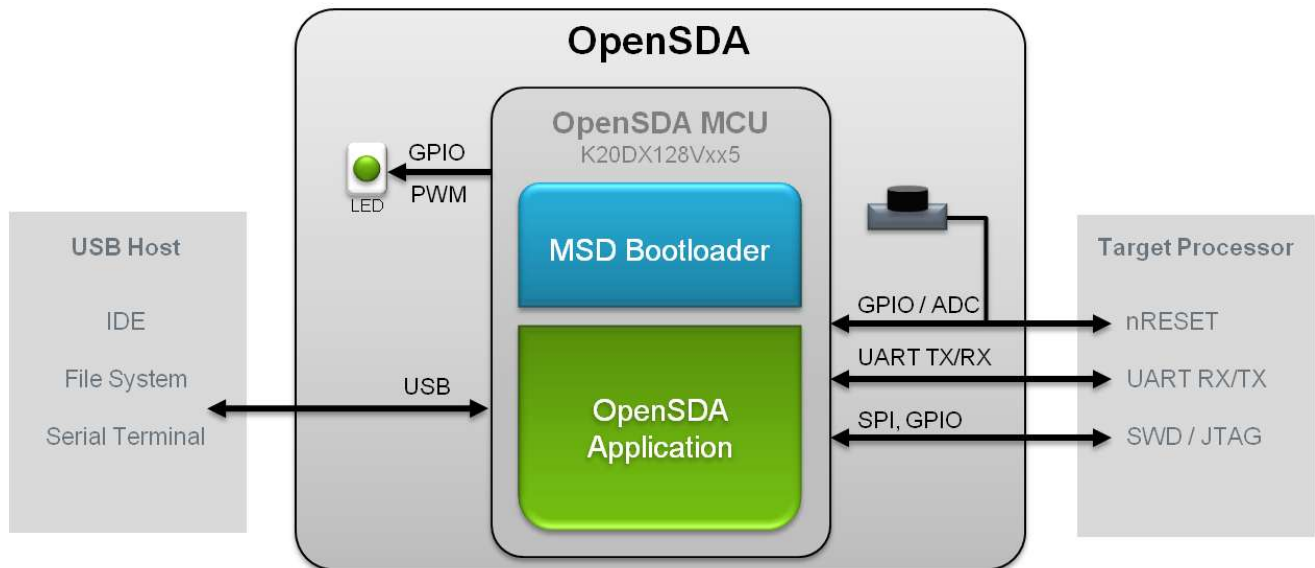 OpenSDA
OpenSDA MCU
K20DX128Vxx5
GPIO
PWM
LED
MSD Bootloader
USB Host
IDE
File System
Serial Terminal
USB
OpenSDA
Application
GPIO / ADC
UART TX/RX
SPI, GPIO
Target Processor
nRESET
UART RX/TX
SWD / JTAG